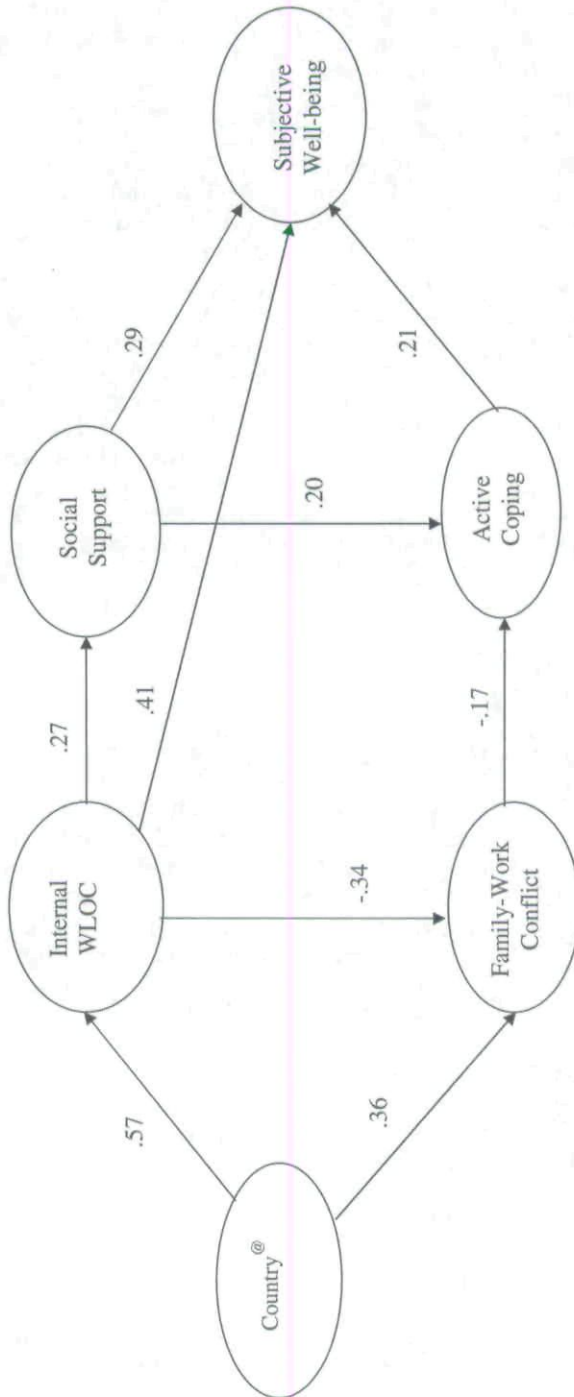 Country@
.57
.36
Internal
WLOC
.27
.41
-.34
Family-Work
Conflict
-.17
Social
Support
.29
.20
Active
Coping
.21
Subjective
Well-being